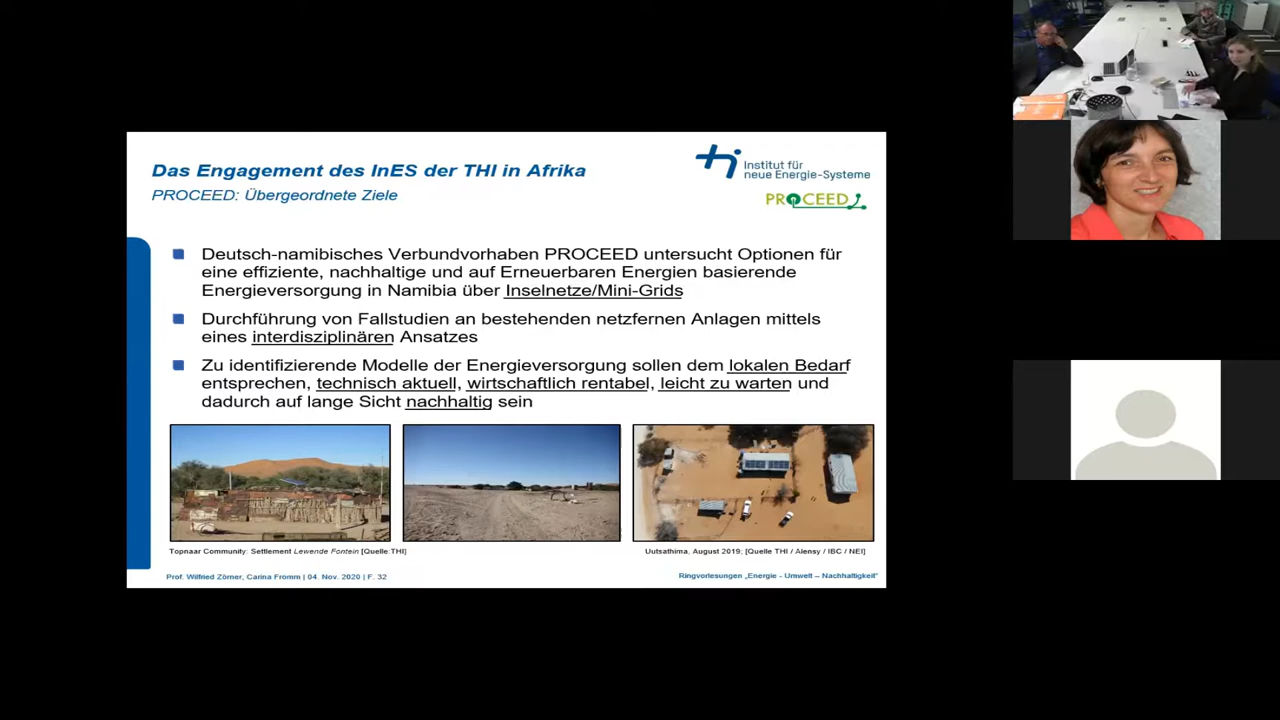 Das Engagement des InES der THI in Afrika
PROCEED: Übergeordnete Ziele
Institut für
neue Energie-Systeme
PROCEED
Deutsch-namibisches Verbundvorhaben PROCEED untersucht Optionen für
eine effiziente, nachhaltige und auf Erneuerbaren Energien basierende
Energieversorgung in Namibia über Inselnetze/Mini-Grids
Durchführung von Fallstudien an bestehenden netzfernen Anlagen mittels
eines interdisziplinären Ansatzes
Zu identifizierende Modelle der Energieversorgung sollen dem lokalen Bedarf
entsprechen, technisch aktuell, wirtschaftlich rentabel, leicht zu warten und
dadurch auf lange Sicht nachhaltig sein
Topnaar Community: Settlement Lewende Fontein [Quelle:THI]
Uutsathima, August 2019; [Quelle THI / Alensy / IBC / NEI]
Prof. Wilfried Zörner, Carina Fromm | 04. Nov. 2020 | F. 32
Ringvorlesungen „Energie - Umwelt – Nachhaltigkeit"